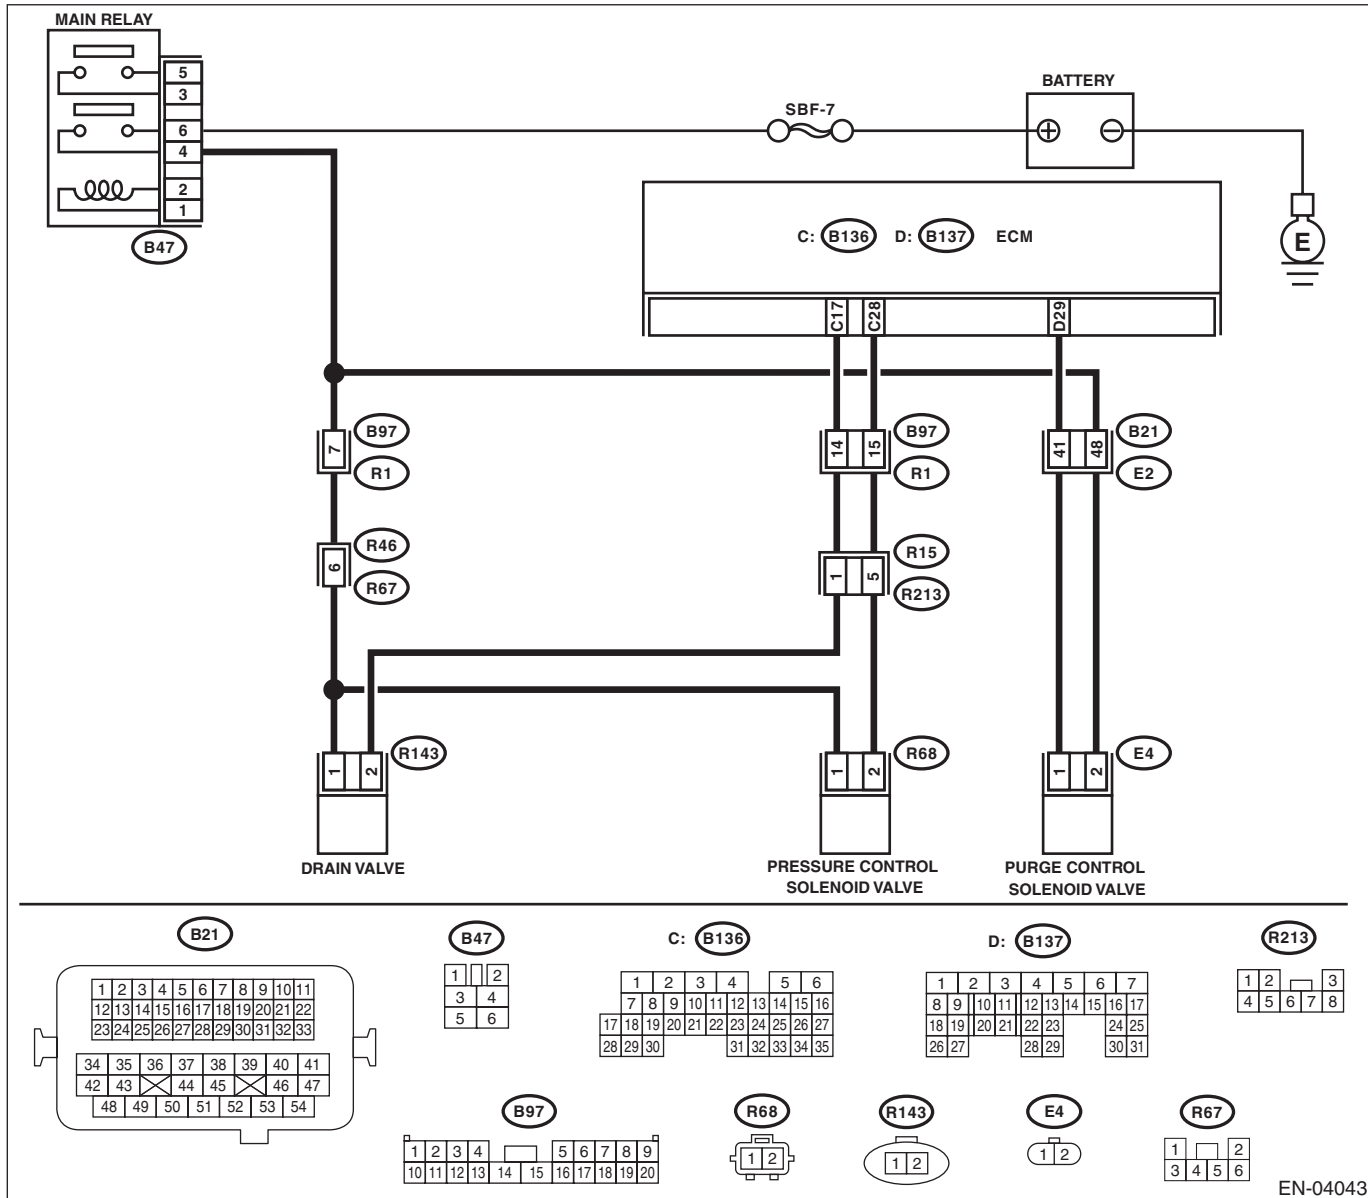 MAIN RELAY
5
3
6
4
2
1
B47
SBF-7
BATTERY
E
C: B136 D: B137 ECM
C17 C28 D29
7 B97
R1
14 15 B97
R1
41 48 B21
E2
6 R46
R67
1 5 R15
R213
1 2 R143
1 2 R68
1 2 E4
DRAIN VALVE
PRESSURE CONTROL
SOLENOID VALVE
PURGE CONTROL
SOLENOID VALVE
B21
1 2 3 4 5 6 7 8 9 10 11
12 13 14 15 16 17 18 19 20 21 22
23 24 25 26 27 28 29 30 31 32 33
34 35 36 37 38 39 40 41
42 43 44 45 46 47
48 49 50 51 52 53 54
B47
1 2
3 4
5 6
C: B136
1 2 3 4 5 6
7 8 9 10 11 12 13 14 15 16
17 18 19 20 21 22 23 24 25 26 27
28 29 30 31 32 33 34 35
D: B137
1 2 3 4 5 6 7
8 9 10 11 12 13 14 15 16 17
18 19 20 21 22 23 24 25
26 27 28 29 30 31
R213
1 2 3
4 5 6 7 8
B97
1 2 3 4 5 6 7 8 9
10 11 12 13 14 15 16 17 18 19 20
R68
1 2
R143
1 2
E4
1 2
R67
1 2
3 4 5 6
EN-04043